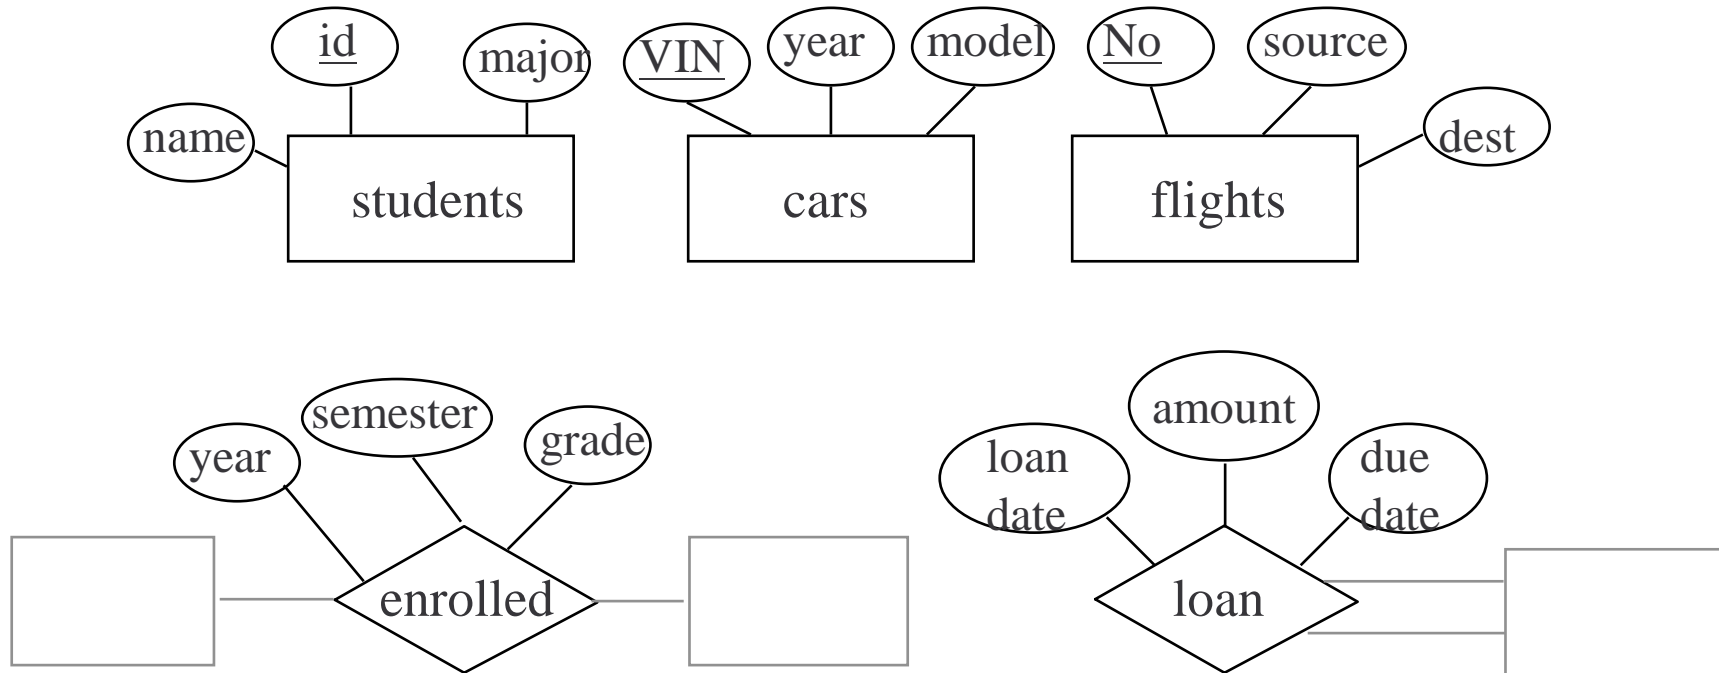 id
major
VIN
year
model
No
source
name
dest
students
cars
flights
year
semester
grade
loan
date
amount
due
date
enrolled
loan